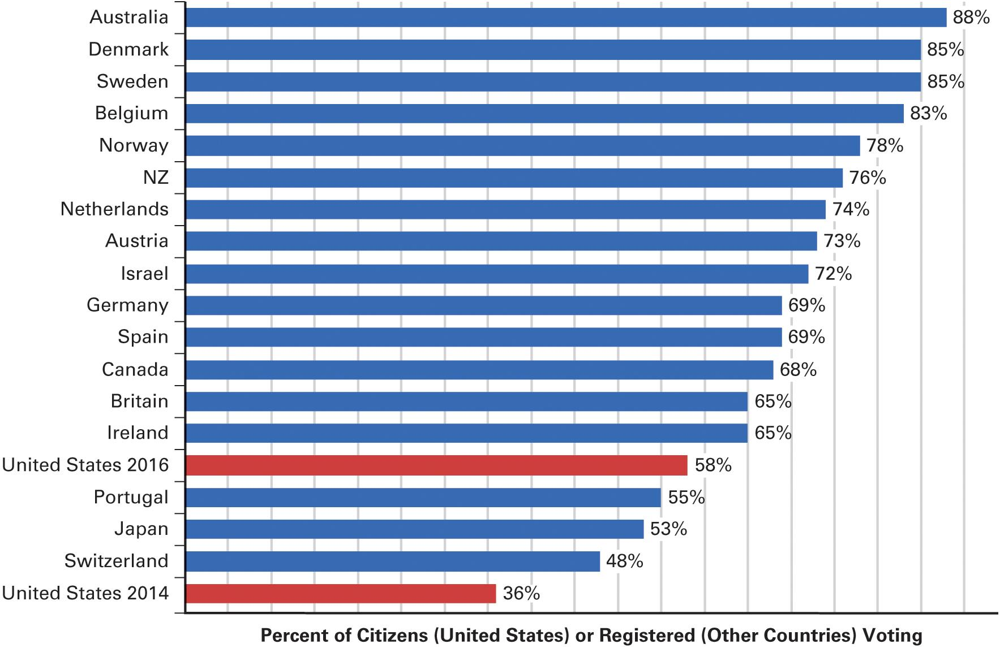 Australia 88%
Denmark 85%
Sweden 85%
Belgium 83%
Norway 78%
NZ 76%
Netherlands 74%
Austria 73%
Israel 72%
Germany 69%
Spain 69%
Canada 68%
Britain 65%
Ireland 65%
United States 2016 58%
Portugal 55%
Japan 53%
Switzerland 48%
United States 2014 36%
Percent of Citizens (United States) or Registered (Other Countries) Voting